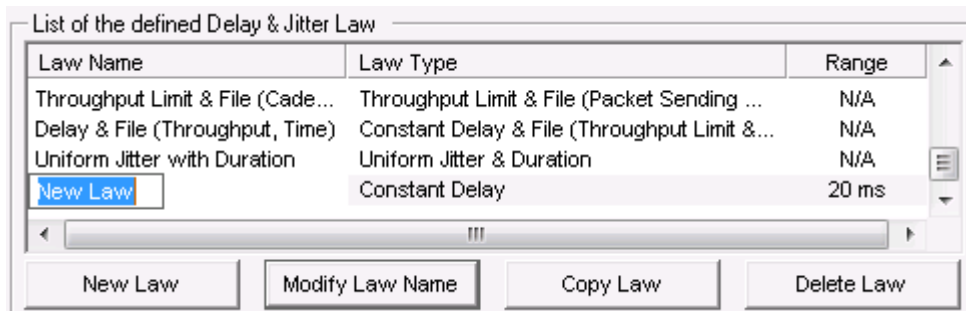 List of the defined Delay & Jitter Law
Law Name Law Type Range
Throughput Limit & File (Cade... Throughput Limit & File (Packet Sending ... N/A
Delay & File (Throughput, Time) Constant Delay & File (Throughput Limit &... N/A
Uniform Jitter with Duration Uniform Jitter & Duration N/A
New Law Constant Delay 20 ms
New Law Modify Law Name Copy Law Delete Law